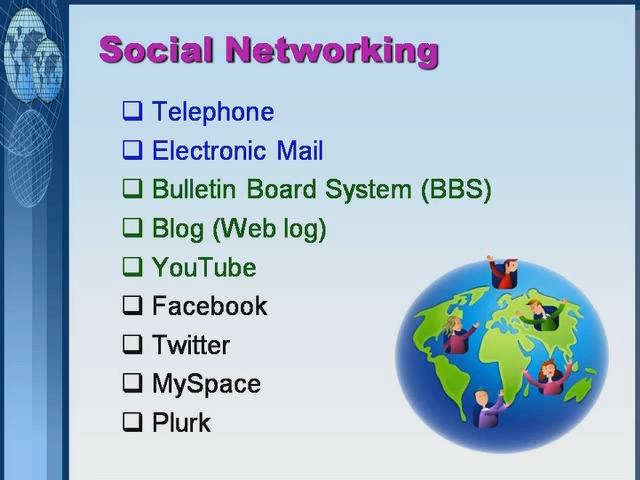 Social Networking
❑ Telephone
❑ Electronic Mail
❑ Bulletin Board System (BBS)
❑ Blog (Web log)
❑ YouTube
❑ Facebook
❑ Twitter
❑ MySpace
❑ Plurk